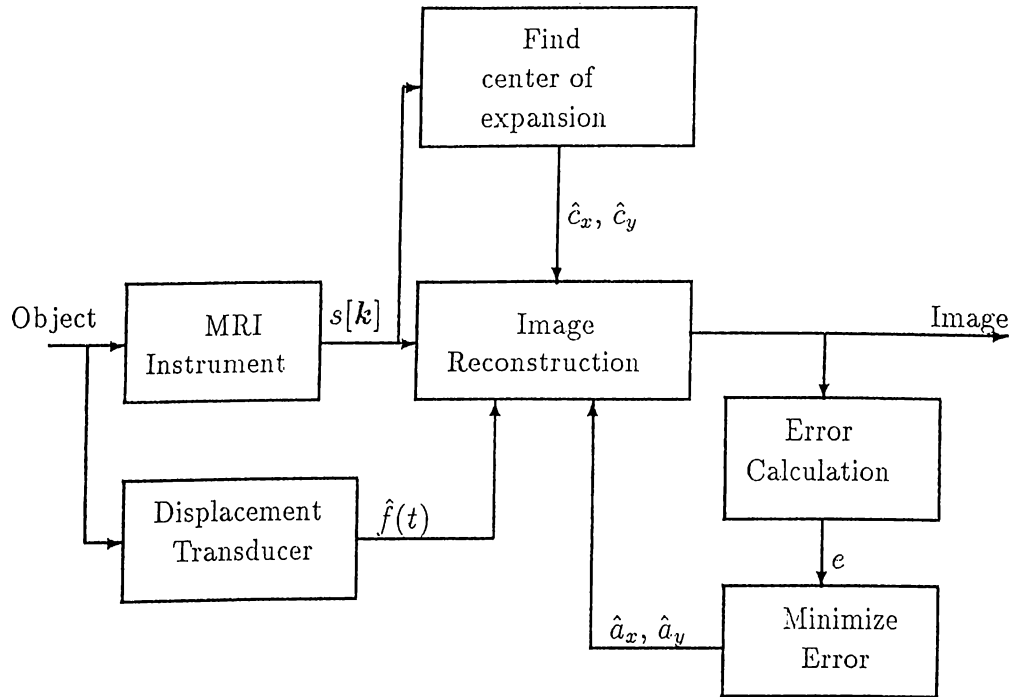 Find
center of
expansion
ĉ_x, ĉ_y
Object
MRI
Instrument
s[k]
Image
Reconstruction
Image
Error
Calculation
Displacement
Transducer
f̂(t)
e
â_x, â_y
Minimize
Error